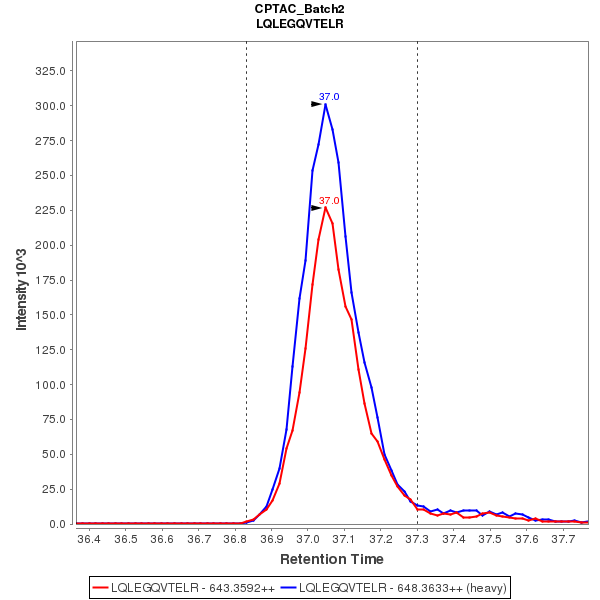 CPTAC_Batch2
LQLEGQVTELR
325.0
300.0
275.0
250.0
225.0
200.0
175.0
150.0
125.0
100.0
75.0
50.0
25.0
0.0
Intensity 10^3
37.0
37.0
36.4 36.5 36.6 36.7 36.8 36.9 37.0 37.1 37.2 37.3 37.4 37.5 37.6 37.7
Retention Time
LQLEGQVTELR - 643.3592++ LQLEGQVTELR - 648.3633++ (heavy)